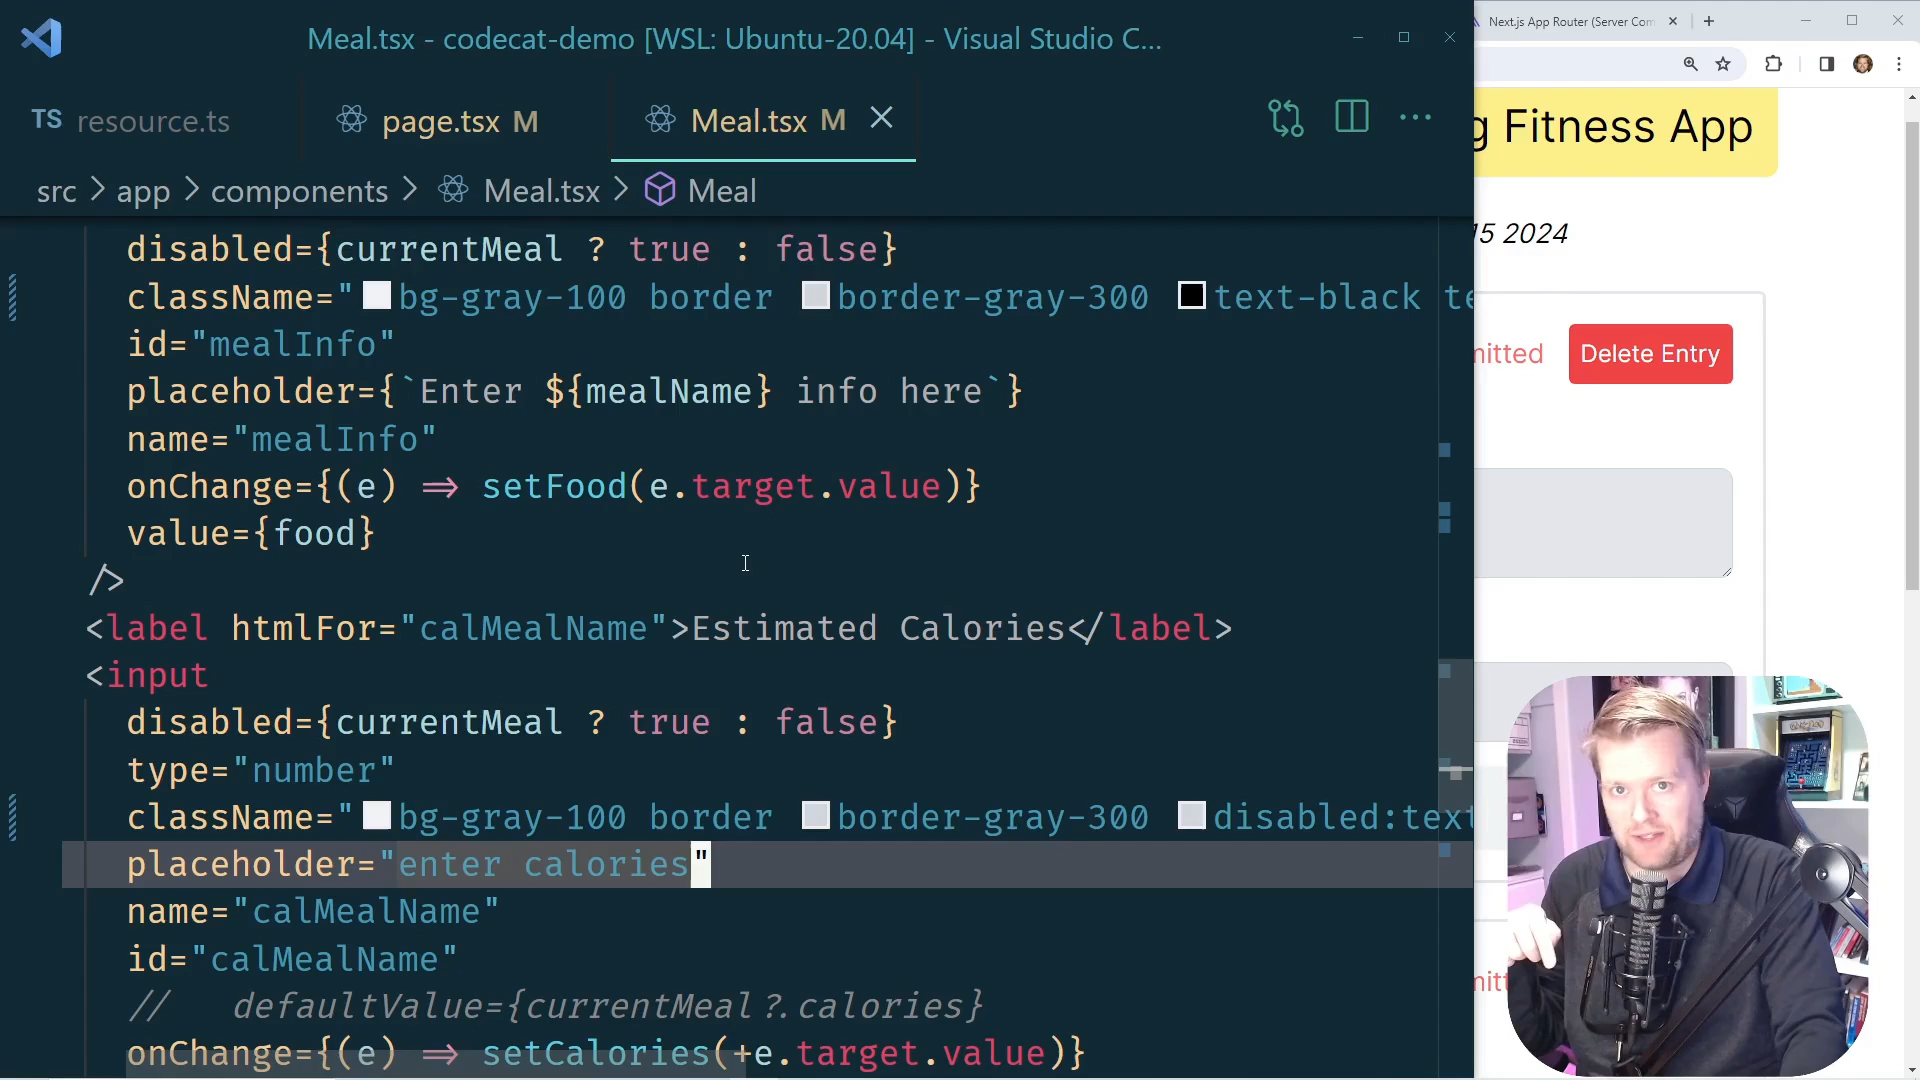 Meal.tsx - codecat-demo [WSL: Ubuntu-20.04] - Visual Studio C...
Next.js App Router (Server Com
TS resource.ts
page.tsx M
Meal.tsx M
src > app > components > Meal.tsx > Meal
disabled={currentMeal ? true : false}
className="bg-gray-100 border border-gray-300 text-black te
id="mealInfo"
placeholder={`Enter ${mealName} info here`}
name="mealInfo"
onChange={(e) => setFood(e.target.value)}
value={food}
/>
<label htmlFor="calMealName">Estimated Calories</label>
<input
disabled={currentMeal ? true : false}
type="number"
className="bg-gray-100 border border-gray-300 disabled:text
placeholder="enter calories"
name="calMealName"
id="calMealName"
// defaultValue={currentMeal?.calories}
onChange={(e) => setCalories(+e.target.value)}
g Fitness App
15 2024
nitted
Delete Entry
nitt